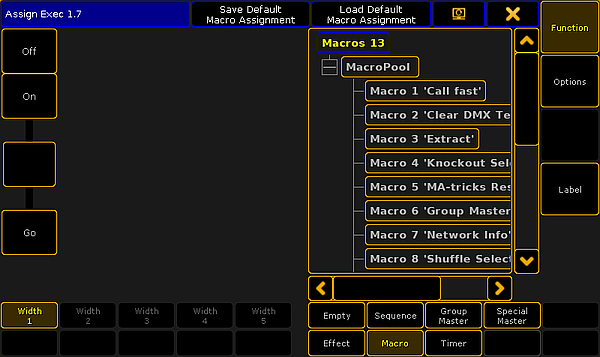 Assign Exec 1.7
Save Default
Macro Assignment
Load Default
Macro Assignment
Function
Options
Label
Off
On
Go
Macros 13
MacroPool
Macro 1 'Call fast'
Macro 2 'Clear DMX Te
Macro 3 'Extract'
Macro 4 'Knockout Sel
Macro 5 'MA-tricks Res
Macro 6 'Group Master
Macro 7 'Network Info'
Macro 8 'Shuffle Select
Width
1
Width
2
Width
3
Width
4
Width
5
Empty
Sequence
Group
Master
Special
Master
Effect
Macro
Timer